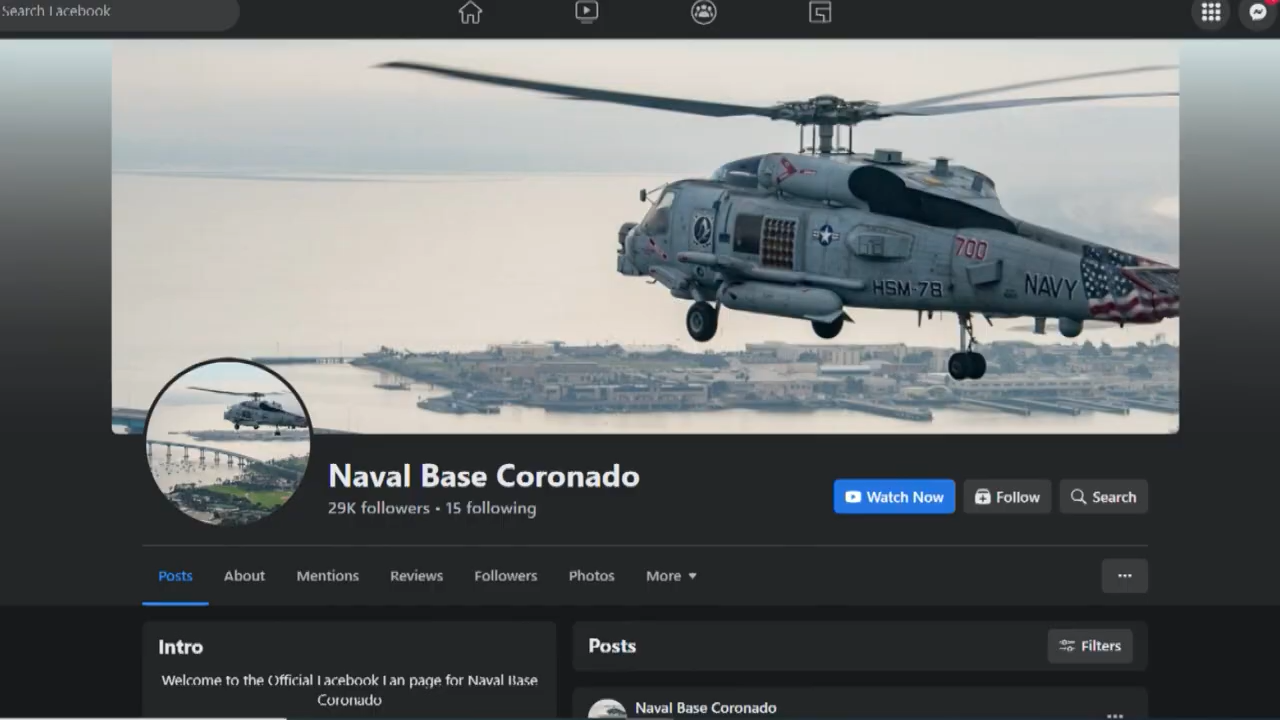 Search Facebook
700
HSM-78
NAVY
Naval Base Coronado
29K followers • 15 following
Watch Now
Follow
Search
Posts
About
Mentions
Reviews
Followers
Photos
More
Intro
Welcome to the Official Facebook Fan page for Naval Base
Coronado
Posts
Filters
Naval Base Coronado